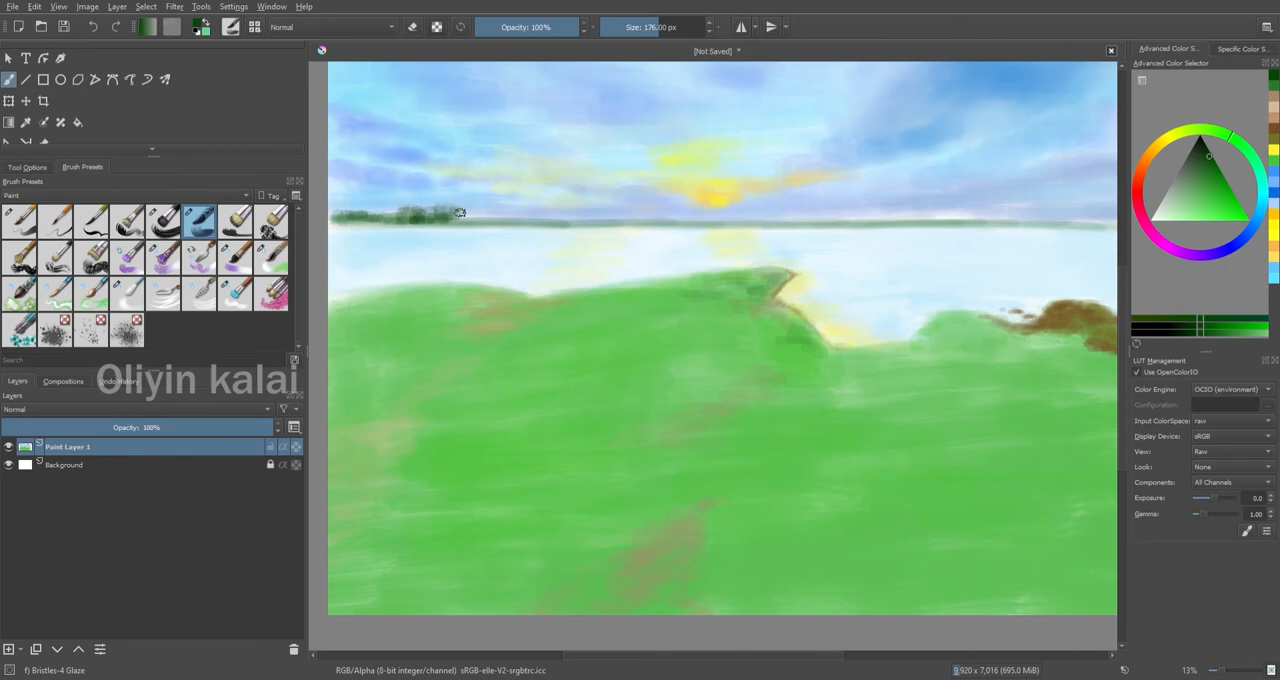 File Edit View Image Layer Select Filter Tools Settings Window Help
Normal Opacity: 100% Size: 176.00 px
[Not Saved] *
Advanced Color S... Specific Color S...
Advanced Color Selector
Tool Options Brush Presets
Brush Presets
Paint Tag
Search
Oliyin kalai
Layers Compositions Undo History
Layers
Normal
Opacity: 100%
Paint Layer 1
Background
LUT Management
Use OpenColorIO
Color Engine: OCIO (environment)
Configuration: ...
Input ColorSpace: raw
Display Device: sRGB
View: Raw
Look: None
Components: All Channels
Exposure: 0.0
Gamma: 1.00
f) Bristles-4 Glaze
RGB/Alpha (8-bit integer/channel) sRGB-elle-V2-srgbtrc.icc
9,920 x 7,016 (695.0 MiB)
13%